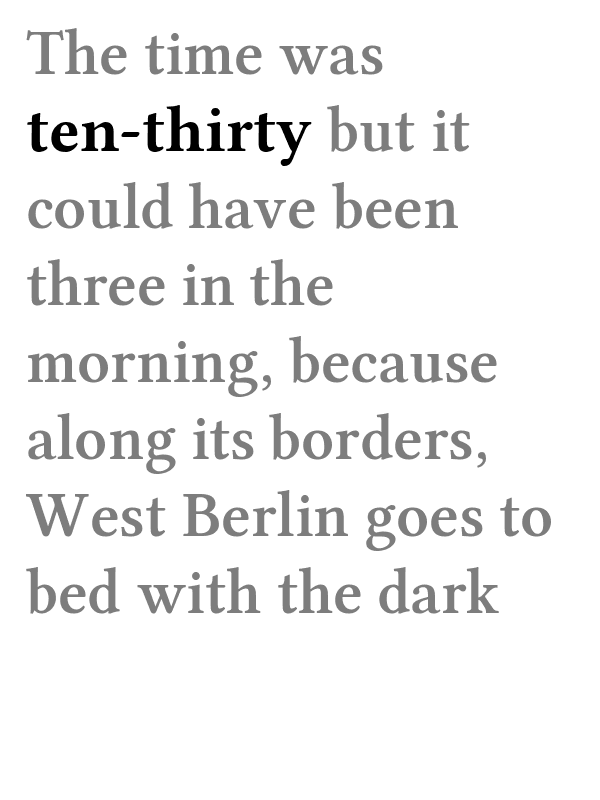 The time was
ten-thirty but it
could have been
three in the
morning, because
along its borders,
West Berlin goes to
bed with the dark